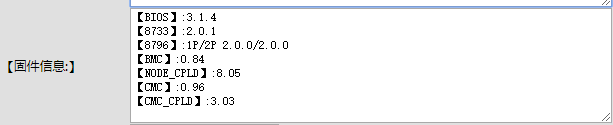 【固件信息:】
【BIOS】:3.1.4
【8733】:2.0.1
【8796】:1P/2P 2.0.0/2.0.0
【BMC】:0.84
【NODE_CPLD】:8.05
【CMC】:0.96
【CMC_CPLD】:3.03